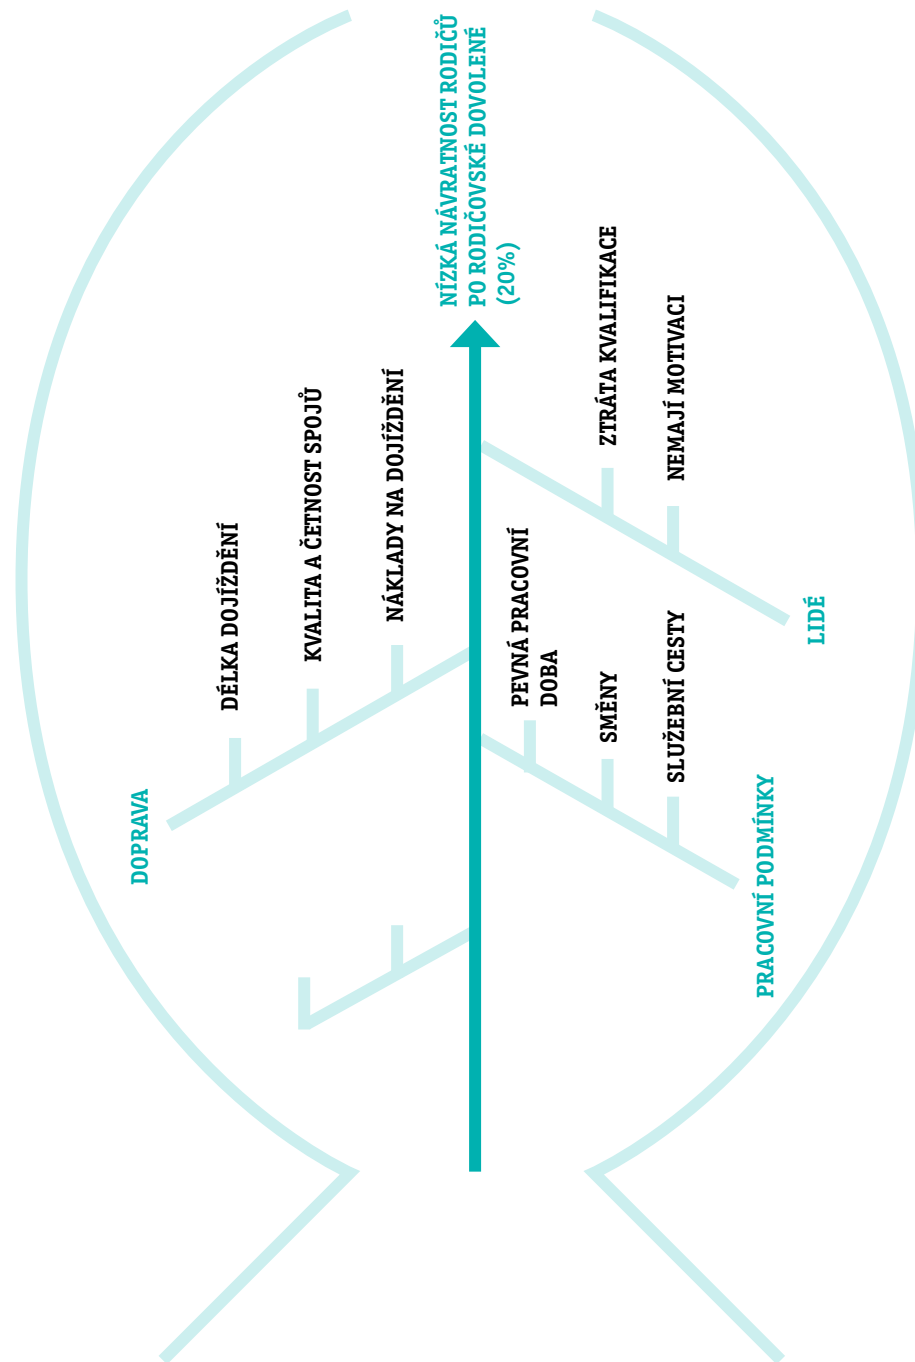 DOPRAVA
DÉLKA DOJÍŽDĚNÍ
KVALITA A ČETNOST SPOJŮ
NÁKLADY NA DOJÍŽDĚNÍ
NÍZKÁ NÁVRATNOST RODIČŮ
PO RODIČOVSKÉ DOVOLENÉ
(20%)
PEVNÁ PRACOVNÍ
DOBA
SMĚNY
SLUŽEBNÍ CESTY
PRACOVNÍ PODMÍNKY
ZTRÁTA KVALIFIKACE
NEMAJÍ MOTIVACI
LIDÉ